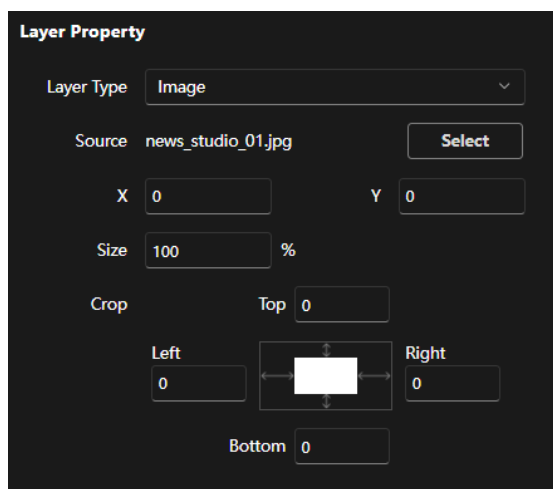 Layer Property
Layer Type Image
Source news_studio_01.jpg Select
X 0 Y 0
Size 100 %
Crop Top 0
Left Right
0 0
Bottom 0